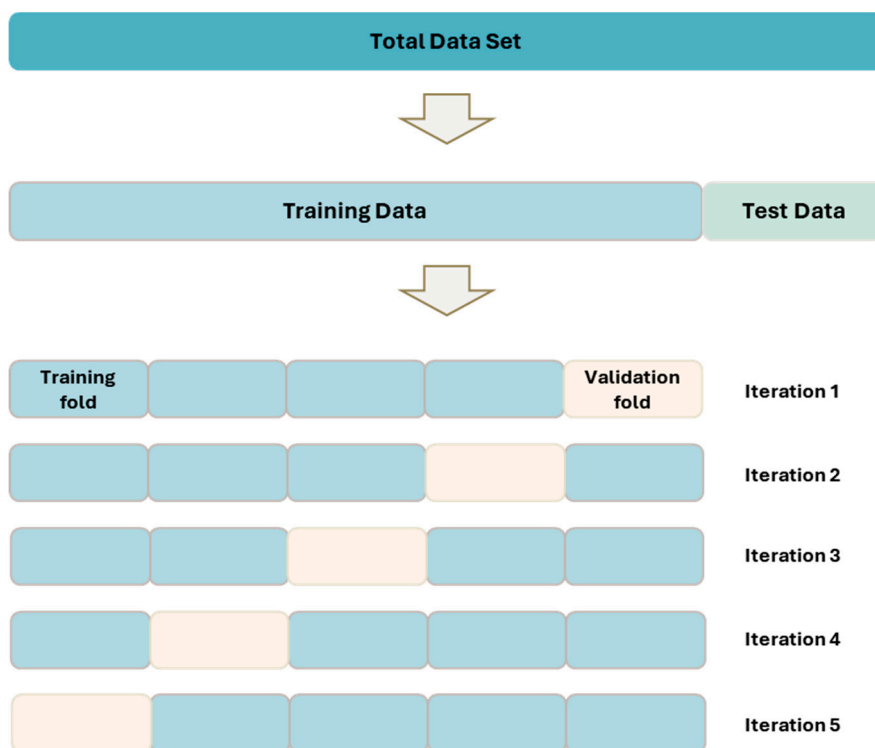 Total Data Set
Training Data
Test Data
Training
fold
Validation
fold
Iteration 1
Iteration 2
Iteration 3
Iteration 4
Iteration 5